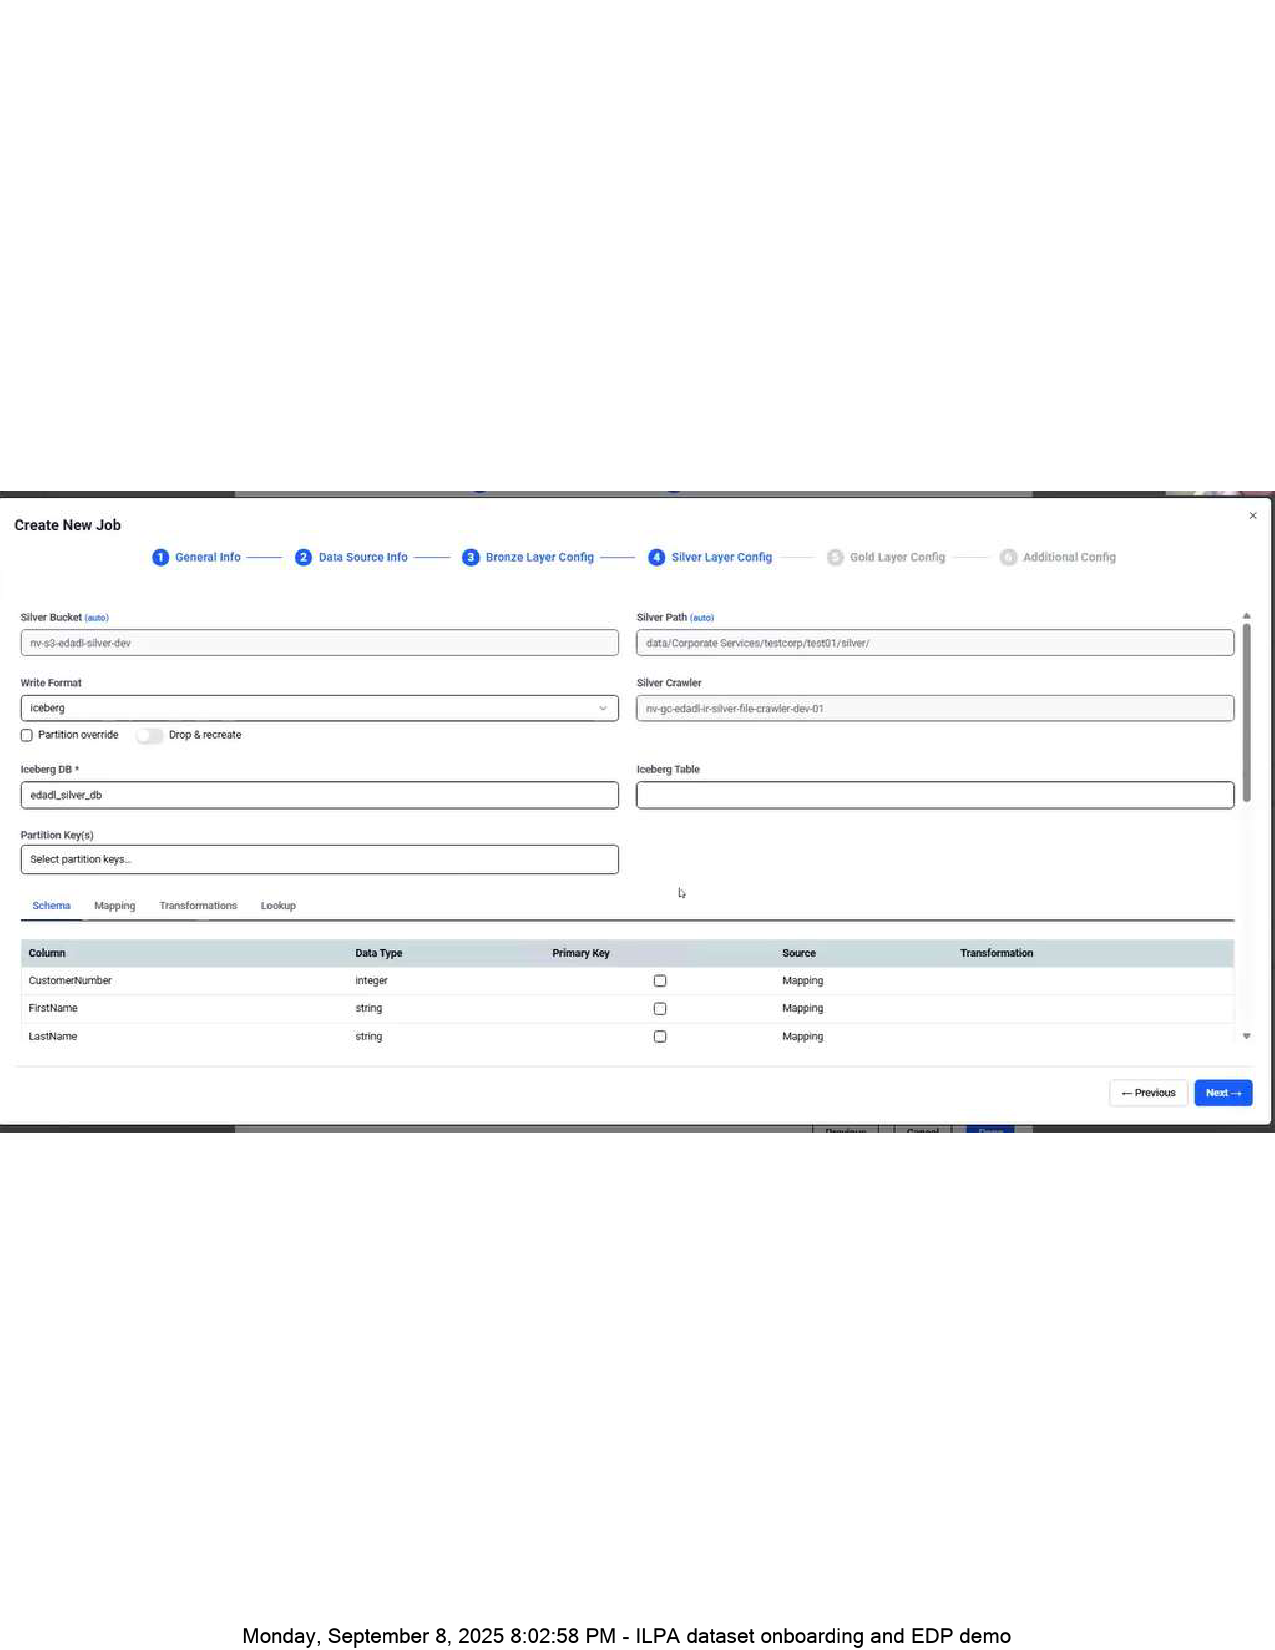 Create New Job
×
1 General Info
2 Data Source Info
3 Bronze Layer Config
4 Silver Layer Config
5 Gold Layer Config
6 Additional Config
Silver Bucket (auto)
Silver Path (auto)
nv-s3-edadl-silver-dev
data/Corporate Services/testcorp/test01/silver/
Write Format
Silver Crawler
iceberg
nv-gc-edadl-ir-silver-file-crawler-dev-01
Partition override
Drop & recreate
Iceberg DB *
Iceberg Table
edadl_silver_db
Partition Key(s)
Select partition keys...
Schema Mapping Transformations Lookup
Column Data Type Primary Key Source Transformation
CustomerNumber integer Mapping
FirstName string Mapping
LastName string Mapping
← Previous Next →
Previous Cancel
Monday, September 8, 2025 8:02:58 PM - ILPA dataset onboarding and EDP demo